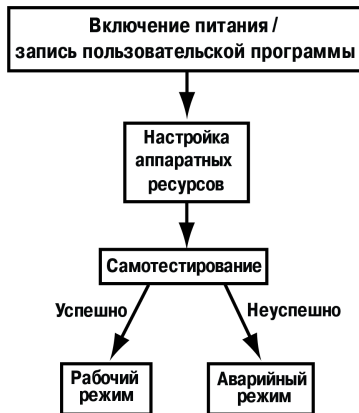 Включение питания /
запись пользовательской программы
Настройка
аппаратных
ресурсов
Самотестирование
Успешно
Неуспешно
Рабочий
режим
Аварийный
режим